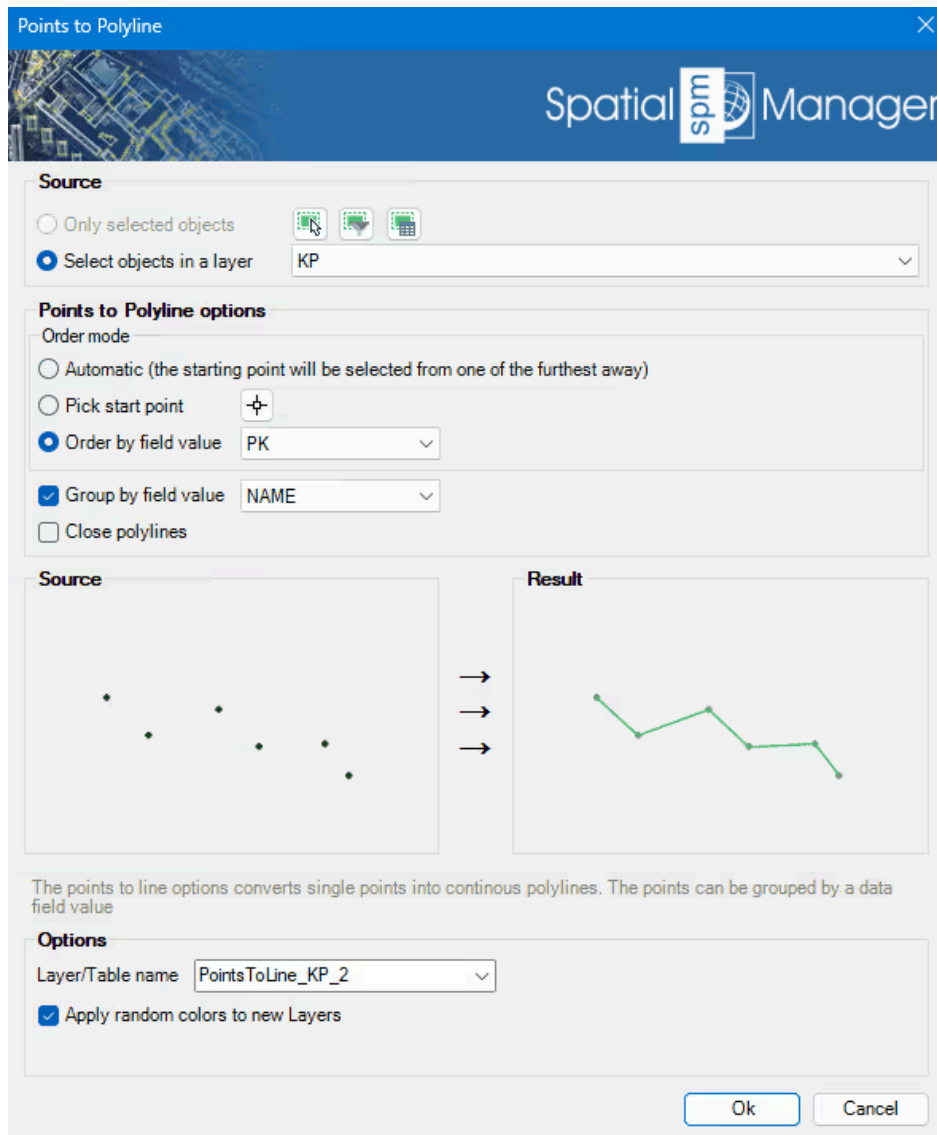 Points to Polyline
Spatial spm Manager
Source
Only selected objects
Select objects in a layer KP
Points to Polyline options
Order mode
Automatic (the starting point will be selected from one of the furthest away)
Pick start point
Order by field value PK
Group by field value NAME
Close polylines
Source Result
The points to line options converts single points into continous polylines. The points can be grouped by a data
field value
Options
Layer/Table name PointsToLine_KP_2
Apply random colors to new Layers
Ok Cancel